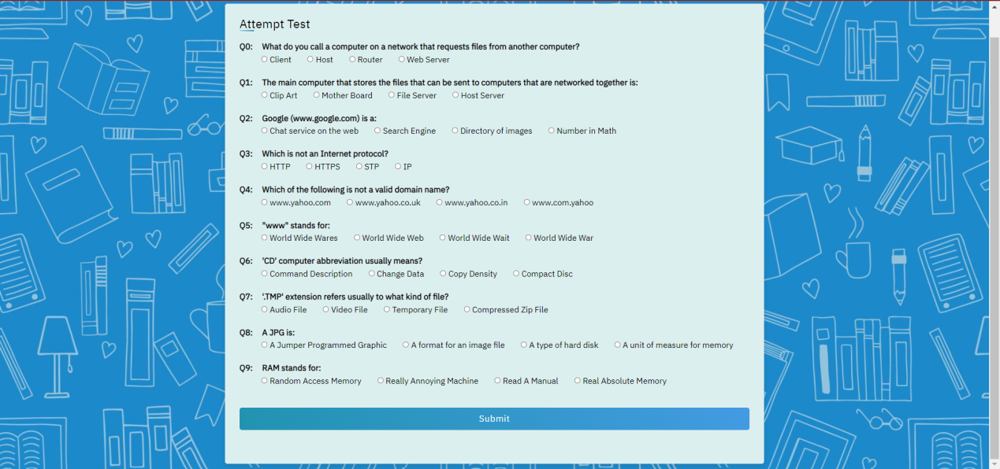 Attempt Test
Q0: What do you call a computer on a network that requests files from another computer?
Client Host Router Web Server
Q1: The main computer that stores the files that can be sent to computers that are networked together is:
Clip Art Mother Board File Server Host Server
Q2: Google (www.google.com) is a:
Chat service on the web Search Engine Directory of images Number in Math
Q3: Which is not an Internet protocol?
HTTP HTTPS STP IP
Q4: Which of the following is not a valid domain name?
www.yahoo.com www.yahoo.co.uk www.yahoo.co.in www.com.yahoo
Q5: "www" stands for:
World Wide Wares World Wide Web World Wide Wait World Wide War
Q6: 'CD' computer abbreviation usually means?
Command Description Change Data Copy Density Compact Disc
Q7: '.TMP' extension refers usually to what kind of file?
Audio File Video File Temporary File Compressed Zip File
Q8: A JPG is:
A Jumper Programmed Graphic A format for an image file A type of hard disk A unit of measure for memory
Q9: RAM stands for:
Random Access Memory Really Annoying Machine Read A Manual Real Absolute Memory
Submit